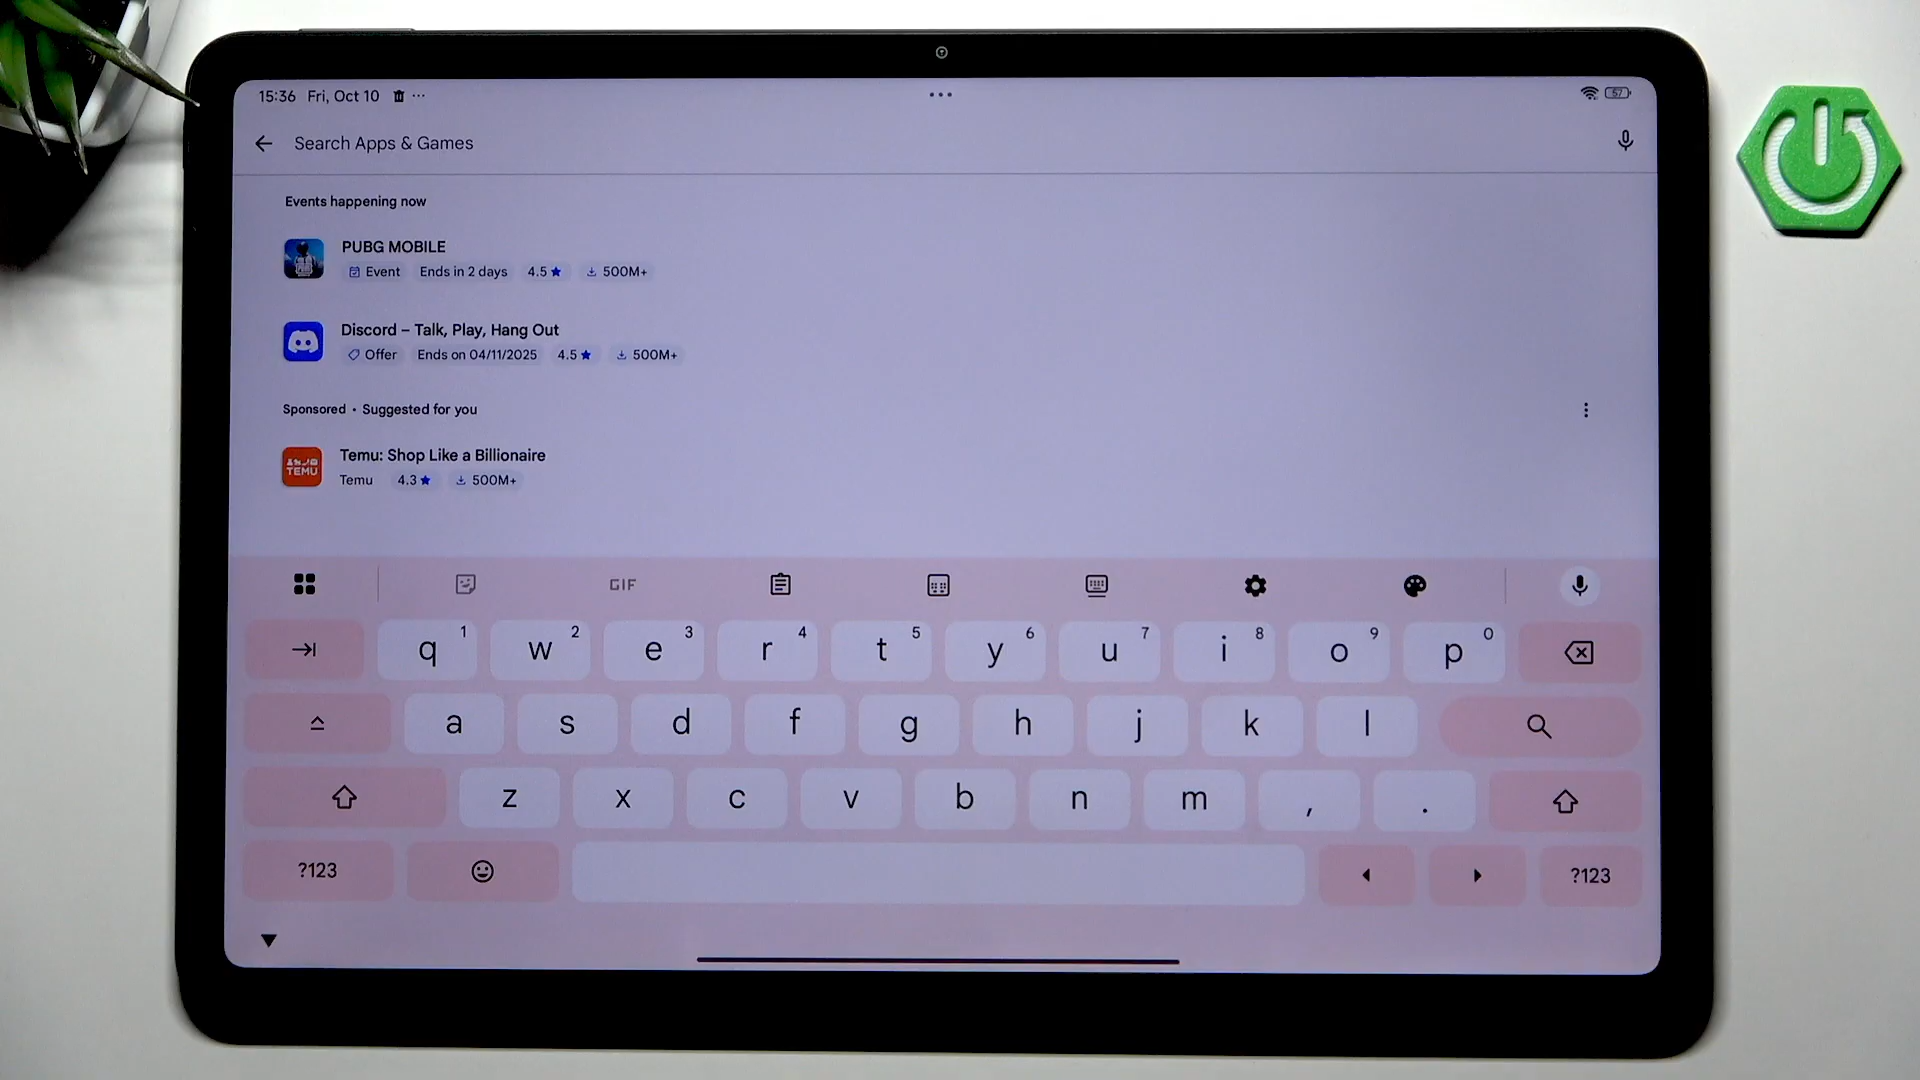 15:36 Fri, Oct 10 ··· 57
Search Apps & Games
Events happening now
PUBG MOBILE
Event Ends in 2 days 4.5★ 500M+
Discord – Talk, Play, Hang Out
Offer Ends on 04/11/2025 4.5★ 500M+
Sponsored • Suggested for you
TEMU
Temu: Shop Like a Billionaire
Temu 4.3★ 500M+
GIF
q 1 w 2 e 3 r 4 t 5 y 6 u 7 i 8 o 9 p 0
a s d f g h j k l
z x c v b n m , .
?123 ?123